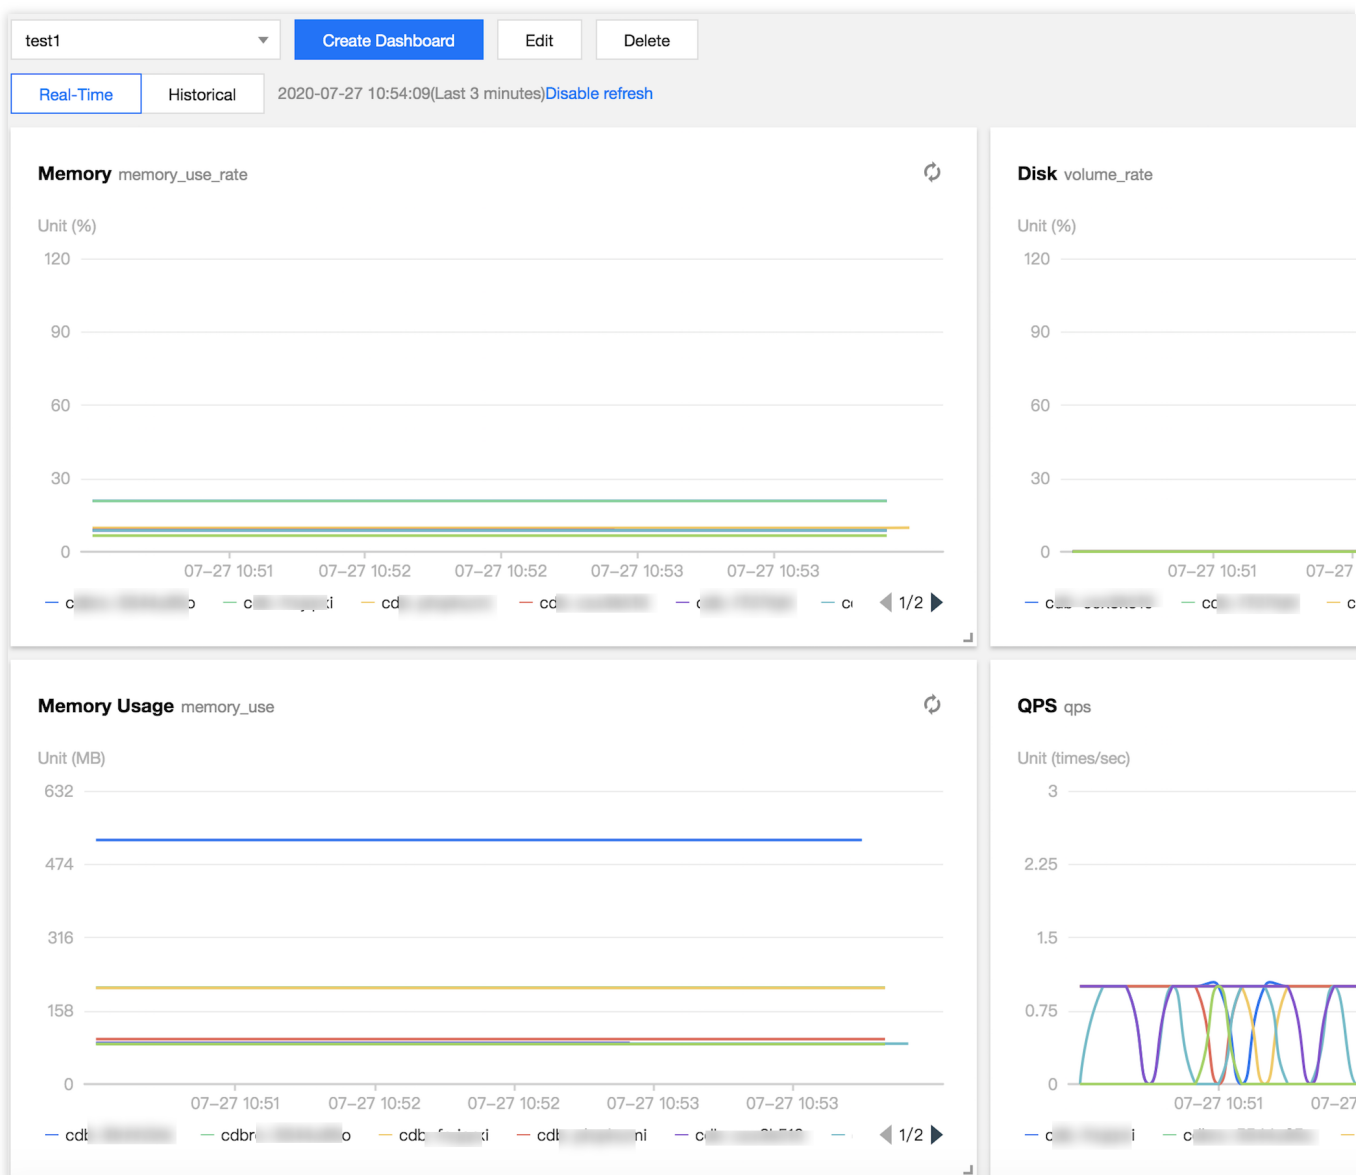 test1
Create Dashboard
Edit
Delete
Real-Time
Historical
2020-07-27 10:54:09(Last 3 minutes)Disable refresh
Memory memory_use_rate
Unit (%)
120
90
60
30
0
07-27 10:51 07-27 10:52 07-27 10:52 07-27 10:53 07-27 10:53
1/2
Disk volume_rate
Unit (%)
120
90
60
30
0
07-27 10:51 07-27
Memory Usage memory_use
Unit (MB)
632
474
316
158
0
07-27 10:51 07-27 10:52 07-27 10:52 07-27 10:53 07-27 10:53
1/2
QPS qps
Unit (times/sec)
3
2.25
1.5
0.75
0
07-27 10:51 07-27